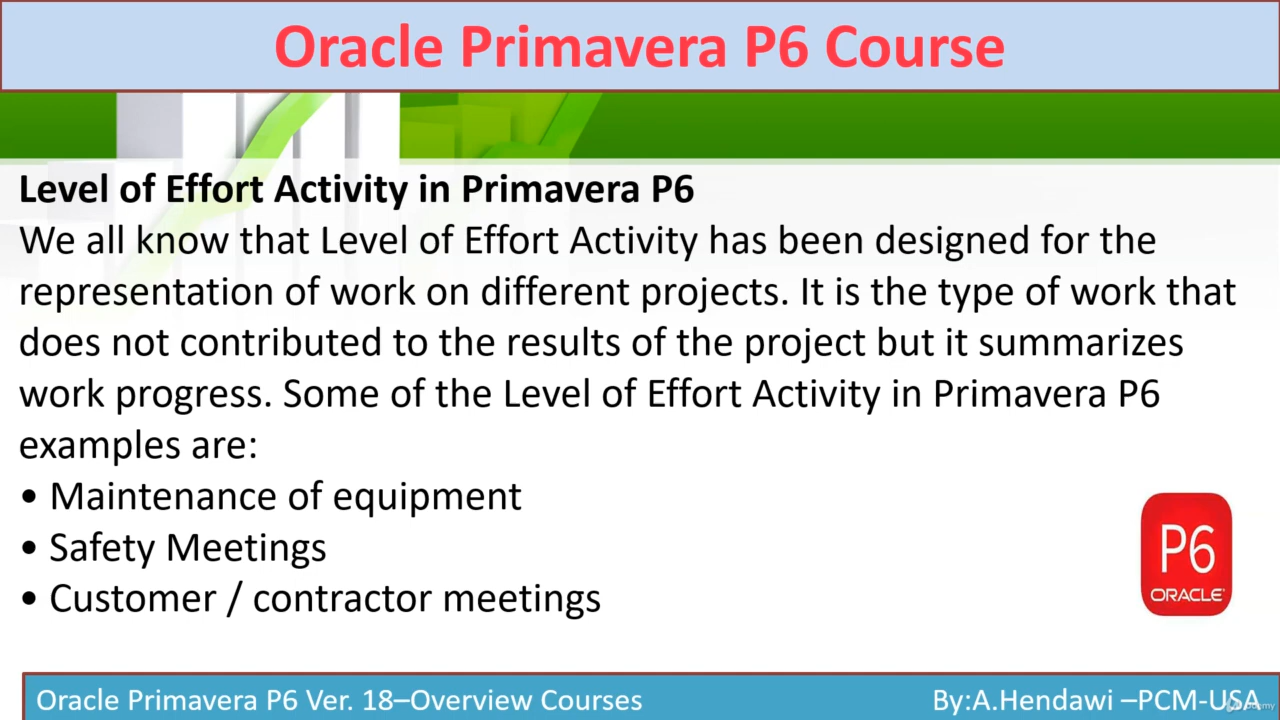 Oracle Primavera P6 Course
Level of Effort Activity in Primavera P6
We all know that Level of Effort Activity has been designed for the
representation of work on different projects. It is the type of work that
does not contributed to the results of the project but it summarizes
work progress. Some of the Level of Effort Activity in Primavera P6
examples are:
• Maintenance of equipment
• Safety Meetings
• Customer / contractor meetings
P6
ORACLE
Oracle Primavera P6 Ver. 18–Overview Courses
By:A.Hendawi –PCM-USA
Udemy